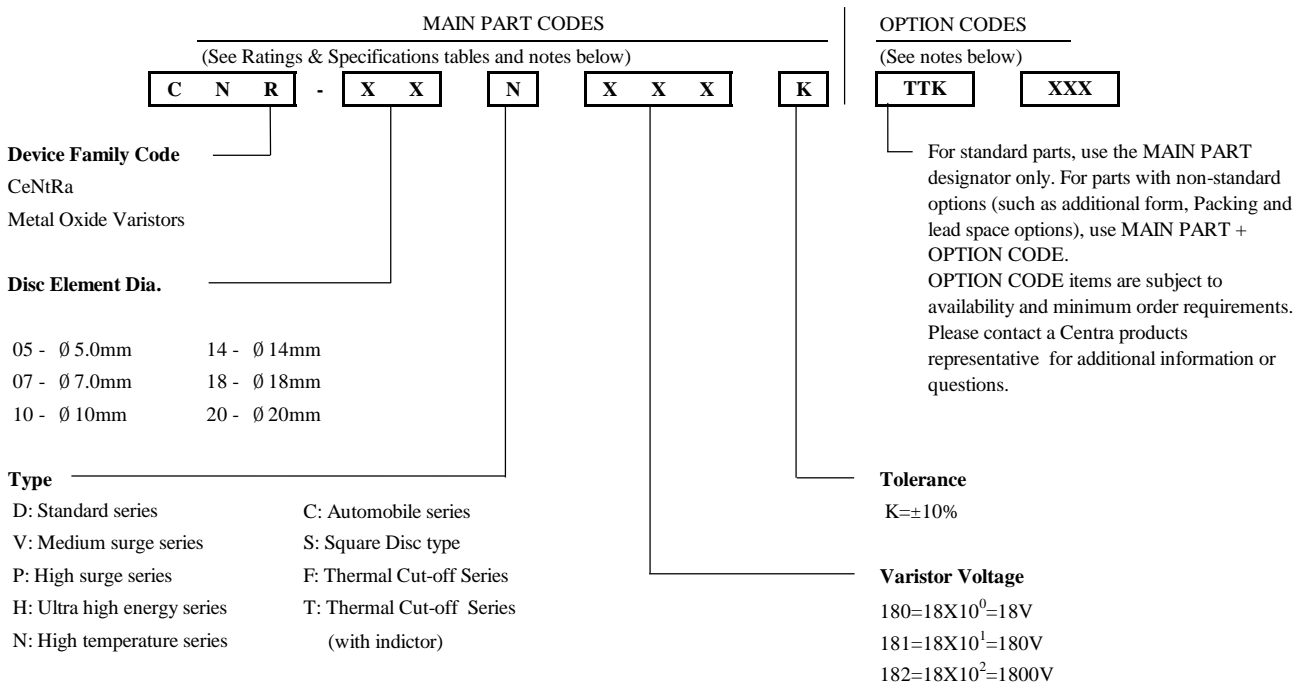 MAIN PART CODES
OPTION CODES
(See Ratings & Specifications tables and notes below)
(See notes below)
C N R - X X N X X X K TTK XXX
Device Family Code
CeNtRa
Metal Oxide Varistors
For standard parts, use the MAIN PART
designator only. For parts with non-standard
options (such as additional form, Packing and
lead space options), use MAIN PART +
OPTION CODE.
OPTION CODE items are subject to
availability and minimum order requirements.
Please contact a Centra products
representative for additional information or
questions.
Disc Element Dia.
05 - Ø 5.0mm 14 - Ø 14mm
07 - Ø 7.0mm 18 - Ø 18mm
10 - Ø 10mm 20 - Ø 20mm
Type
D: Standard series C: Automobile series
V: Medium surge series S: Square Disc type
P: High surge series F: Thermal Cut-off Series
H: Ultra high energy series T: Thermal Cut-off Series
N: High temperature series (with indictor)
Tolerance
K=±10%
Varistor Voltage
180=18X10⁰=18V
181=18X10¹=180V
182=18X10²=1800V